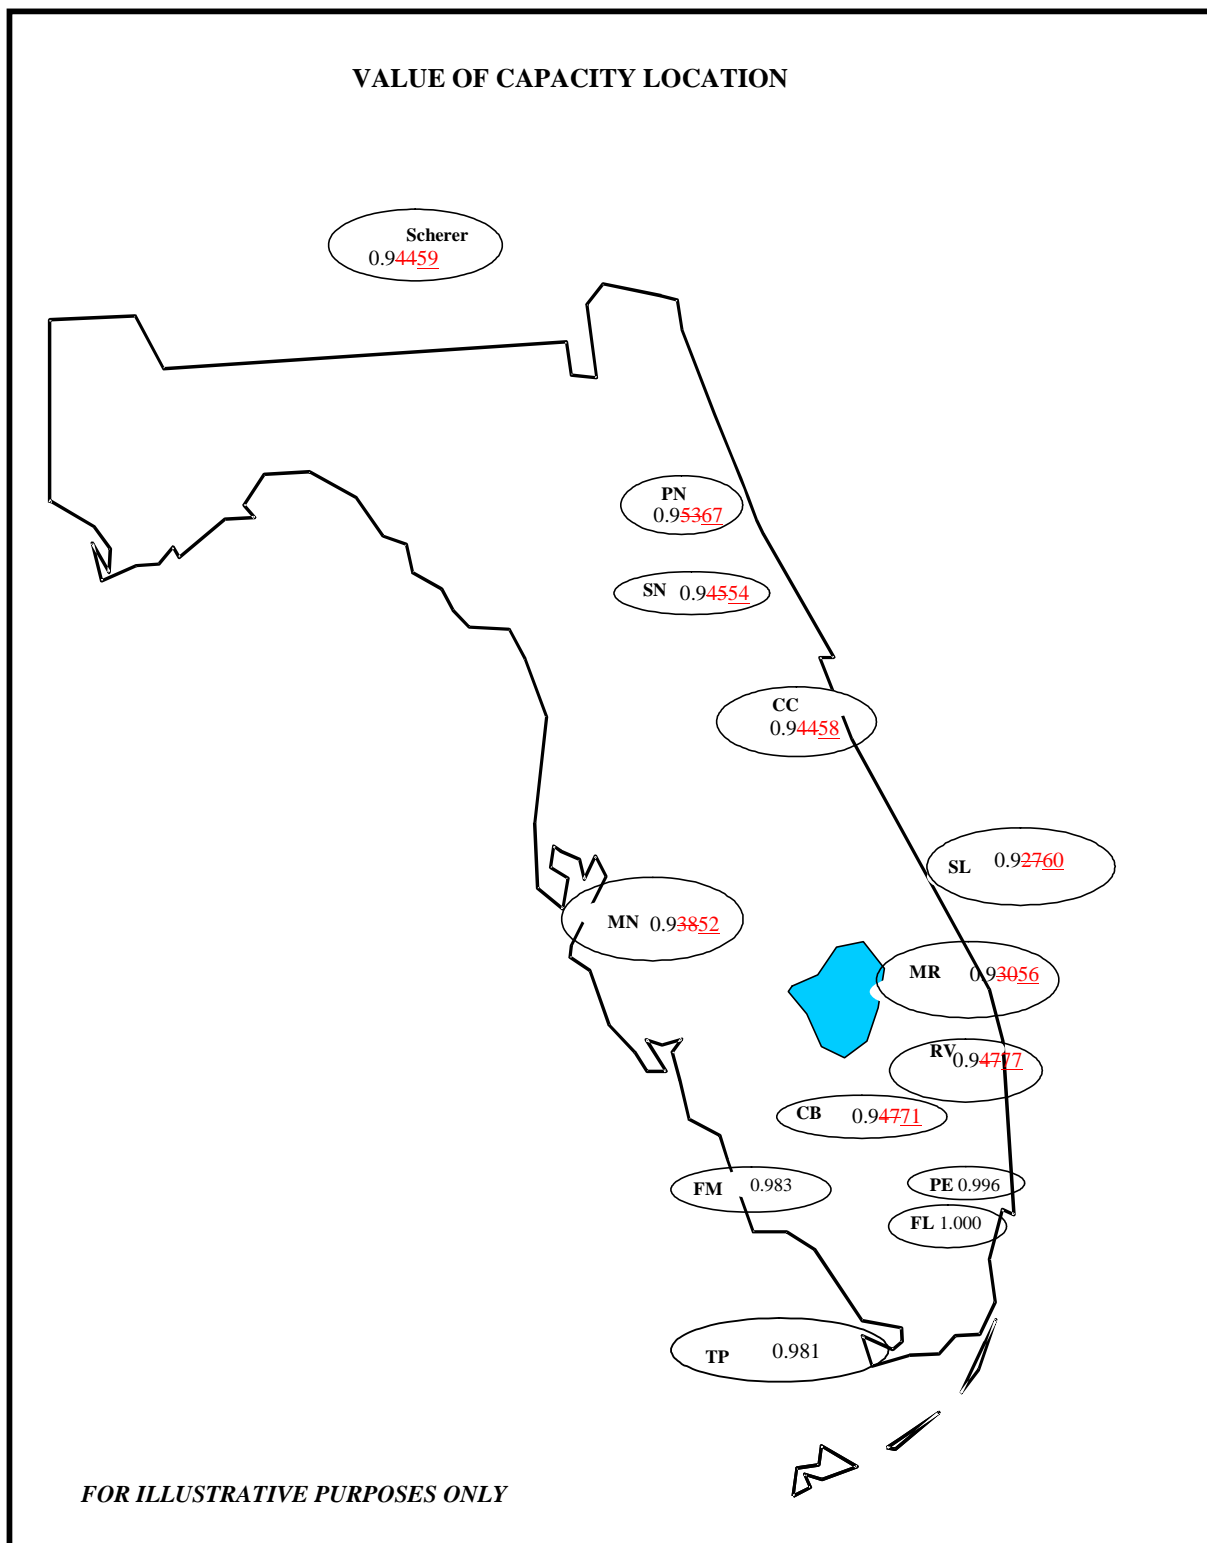 VALUE OF CAPACITY LOCATION
Scherer
0.94459
PN
0.95367
SN 0.94554
CC
0.94458
SL 0.92760
MN 0.93852
MR 0.93056
RV 0.94777
CB 0.94771
FM 0.983
PE 0.996
FL 1.000
TP 0.981
FOR ILLUSTRATIVE PURPOSES ONLY